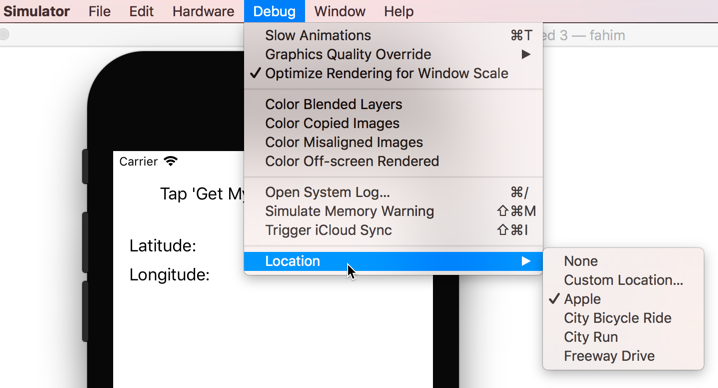 Simulator File Edit Hardware Debug Window Help
ed 3 — fahim
Slow Animations ⌘T
Graphics Quality Override ▶
✓ Optimize Rendering for Window Scale
Color Blended Layers
Color Copied Images
Color Misaligned Images
Color Off-screen Rendered
Open System Log... ⌘/
Simulate Memory Warning ⇧⌘M
Trigger iCloud Sync ⇧⌘I
Location ▶
None
Custom Location...
✓ Apple
City Bicycle Ride
City Run
Freeway Drive
Carrier
Tap 'Get My
Latitude:
Longitude: